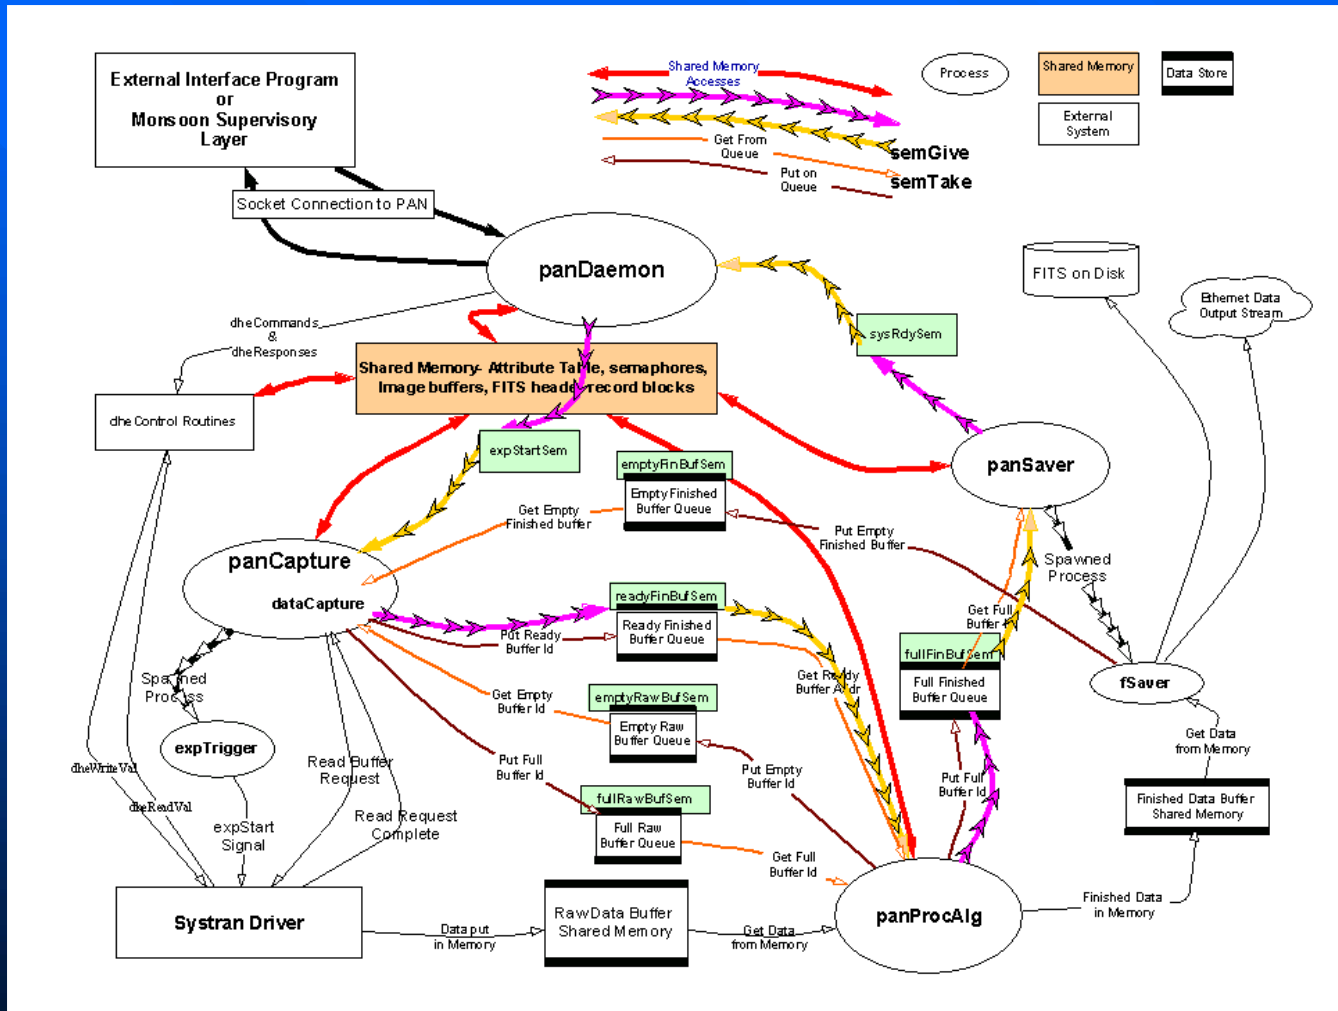 External Interface Program
or
Monsoon Supervisory
Layer
Shared Memory
Accesses
Get From
Queue
Put on
Queue
semGive
semTake
Process
Shared Memory
Data Store
External
System
Socket Connection to PAN
panDaemon
FITS on Disk
Ethernet Data
Output Stream
dheCommands
&
dheResponses
sysRdySem
Shared Memory- Attribute Table, semaphores,
Image buffers, FITS header record blocks
dheControl Routines
expStartSem
emptyFinBufSem
Empty Finished
Buffer Queue
panSaver
Get Empty
Finished buffer
Put Empty
Finished Buffer
Spawned
Process
panCapture
dataCapture
readyFinBufSem
Ready Finished
Buffer Queue
Put Ready
Buffer Id
Get Full
Buffer Id
Get Ready
Buffer Addr
fullFinBufSem
Full Finished
Buffer Queue
fSaver
Spawned
Process
Get Empty
Buffer Id
emptyRawBufSem
Empty Raw
Buffer Queue
expTrigger
Get Data
from Memory
dheWriteVal
Read Buffer
Request
Put Full
Buffer Id
Put Empty
Buffer Id
Put Full
Buffer Id
dheReadVal
fullRawBufSem
Full Raw
Buffer Queue
Finished Data Buffer
Shared Memory
expStart
Signal
Read Request
Complete
Get Full
Buffer Id
Systran Driver
Data put
in Memory
RawData Buffer
Shared Memory
Get Data
from Memory
panProcAlg
Finished Data
in Memory